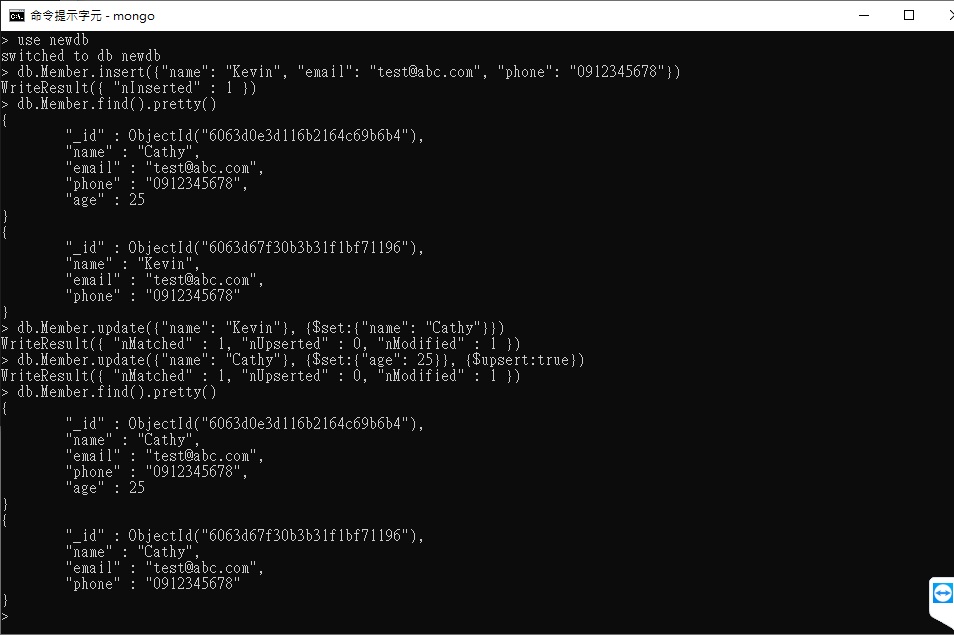 命令提示字元 - mongo
> use newdb
switched to db newdb
> db.Member.insert({"name": "Kevin", "email": "test@abc.com", "phone": "0912345678"})
WriteResult({ "nInserted" : 1 })
> db.Member.find().pretty()
{
        "_id" : ObjectId("6063d0e3d116b2164c69b6b4"),
        "name" : "Cathy",
        "email" : "test@abc.com",
        "phone" : "0912345678",
        "age" : 25
}
{
        "_id" : ObjectId("6063d67f30b3b31f1bf71196"),
        "name" : "Kevin",
        "email" : "test@abc.com",
        "phone" : "0912345678"
}
> db.Member.update({"name": "Kevin"}, {$set:{"name": "Cathy"}})
WriteResult({ "nMatched" : 1, "nUpserted" : 0, "nModified" : 1 })
> db.Member.update({"name": "Cathy"}, {$set:{"age": 25}}, {$upsert:true})
WriteResult({ "nMatched" : 1, "nUpserted" : 0, "nModified" : 1 })
> db.Member.find().pretty()
{
        "_id" : ObjectId("6063d0e3d116b2164c69b6b4"),
        "name" : "Cathy",
        "email" : "test@abc.com",
        "phone" : "0912345678",
        "age" : 25
}
{
        "_id" : ObjectId("6063d67f30b3b31f1bf71196"),
        "name" : "Cathy",
        "email" : "test@abc.com",
        "phone" : "0912345678"
}
>